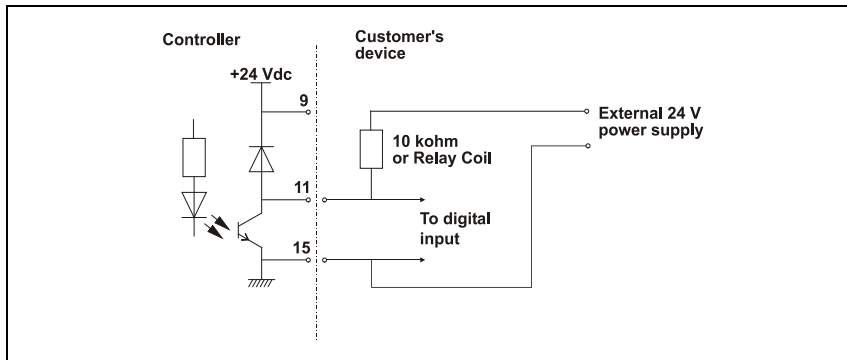 Controller
Customer's
device
+24 Vdc
9
10 kohm
or Relay Coil
External 24 V
power supply
11
To digital
input
15